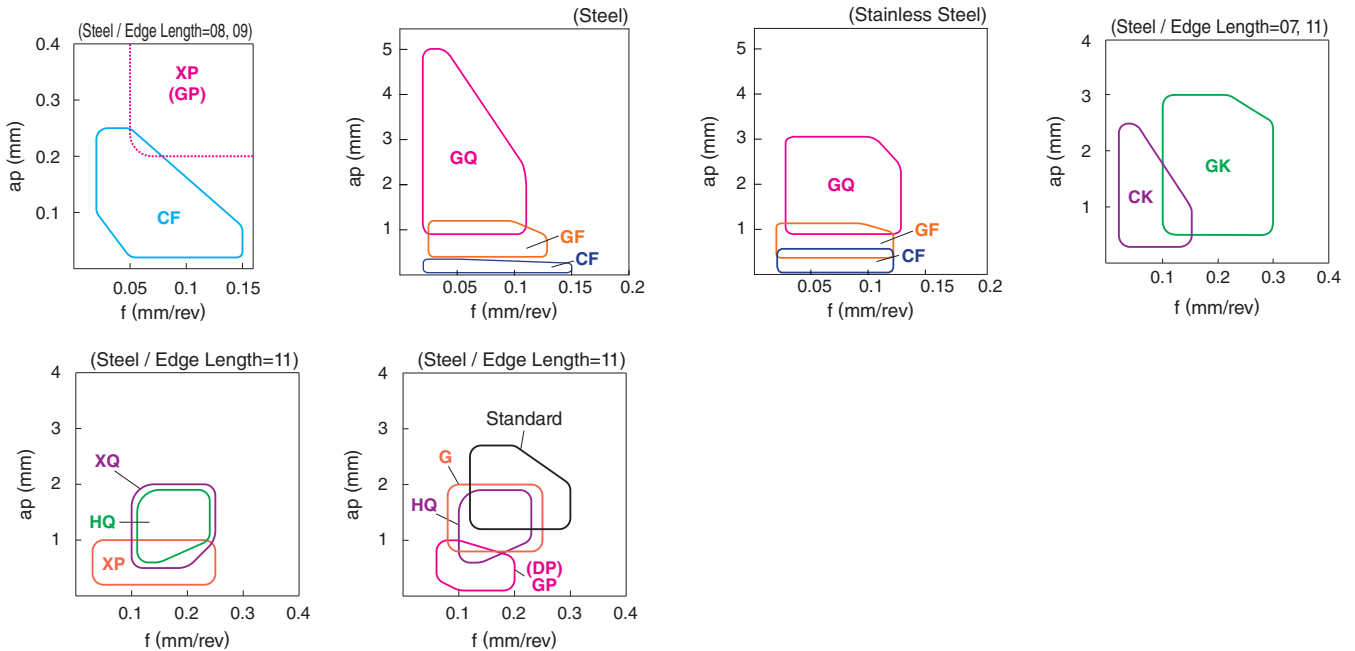 (Steel / Edge Length=08, 09)
0.4
0.3
0.2
0.1
ap (mm)
XP
(GP)
CF
0.05
0.1
0.15
f (mm/rev)
(Steel)
5
4
3
2
1
ap (mm)
GQ
GF
CF
0.05
0.1
0.15
0.2
f (mm/rev)
(Stainless Steel)
5
4
3
2
1
ap (mm)
GQ
GF
CF
0.05
0.1
0.15
0.2
f (mm/rev)
(Steel / Edge Length=07, 11)
4
3
2
1
ap (mm)
CK
GK
0.1
0.2
0.3
0.4
f (mm/rev)
(Steel / Edge Length=11)
4
3
2
1
ap (mm)
XQ
HQ
XP
0.1
0.2
0.3
0.4
f (mm/rev)
(Steel / Edge Length=11)
4
3
2
1
ap (mm)
Standard
G
HQ
(DP)
GP
0.1
0.2
0.3
0.4
f (mm/rev)